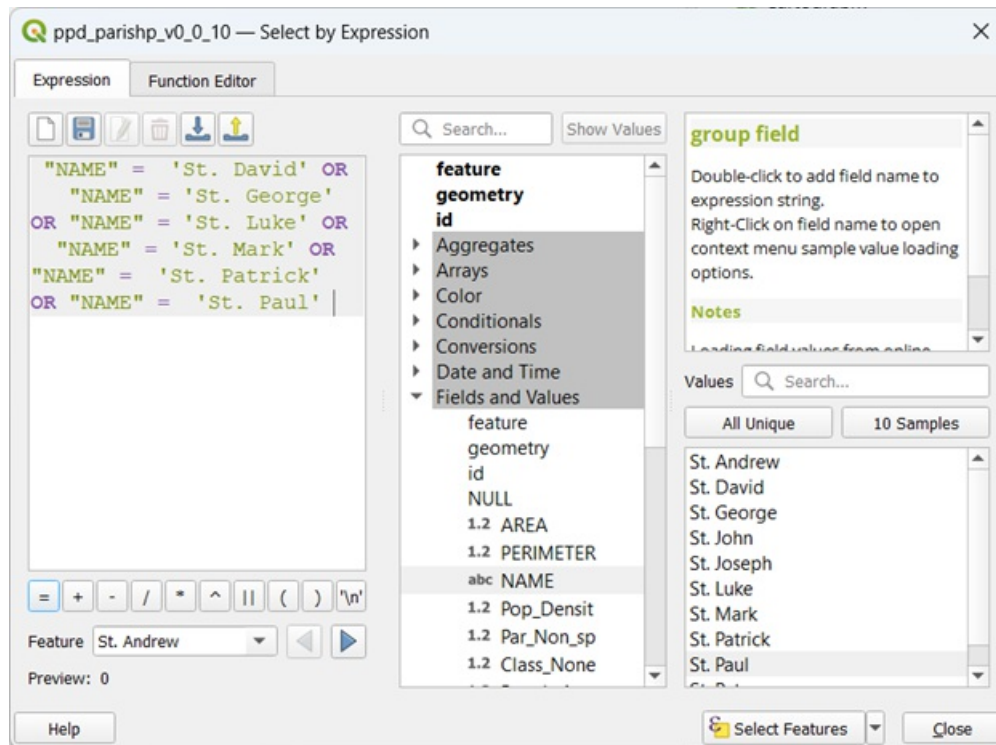 ppd_parishp_v0_0_10 — Select by Expression
Expression
Function Editor
"NAME" = 'St. David' OR
"NAME" = 'St. George'
OR "NAME" = 'St. Luke' OR
"NAME" = 'St. Mark' OR
"NAME" = 'St. Patrick'
OR "NAME" = 'St. Paul'
= + - / * ^ || ( ) '\n'
Feature St. Andrew
Preview: 0
Help
Search...
Show Values
feature
geometry
id
Aggregates
Arrays
Color
Conditionals
Conversions
Date and Time
Fields and Values
feature
geometry
id
NULL
1.2 AREA
1.2 PERIMETER
abc NAME
1.2 Pop_Densit
1.2 Par_Non_sp
1.2 Class_None
group field
Double-click to add field name to
expression string.
Right-Click on field name to open
context menu sample value loading
options.
Notes
Loading field values from online
Values Search...
All Unique
10 Samples
St. Andrew
St. David
St. George
St. John
St. Joseph
St. Luke
St. Mark
St. Patrick
St. Paul
Select Features
Close